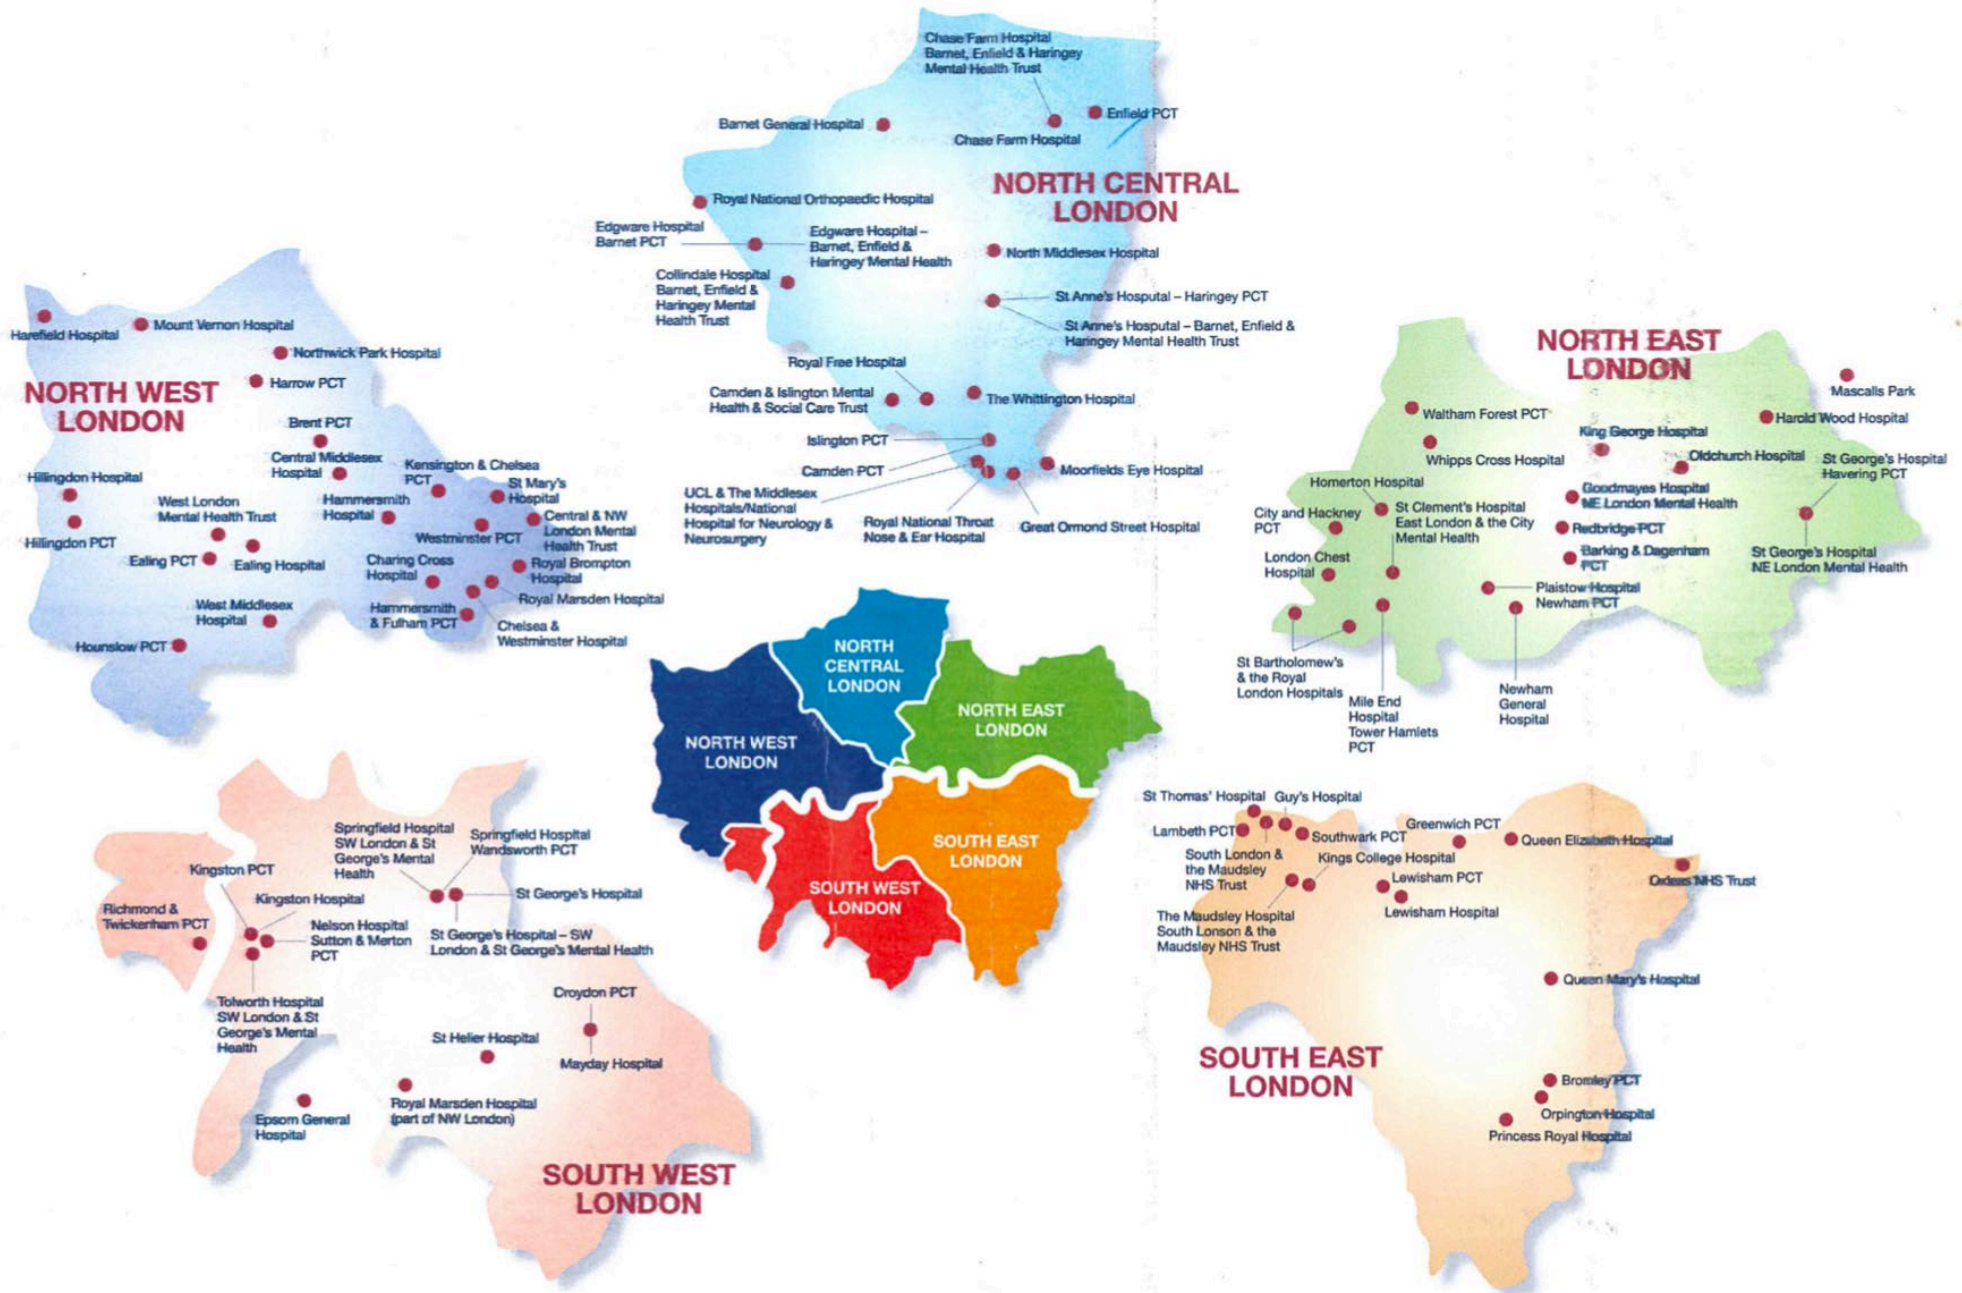 Chase Farm Hospital
Barnet, Enfield & Haringey
Mental Health Trust
Enfield PCT
Barnet General Hospital
Chase Farm Hospital
NORTH CENTRAL
LONDON
Royal National Orthopaedic Hospital
Edgware Hospital
Barnet PCT
Edgware Hospital –
Barnet, Enfield &
Haringey Mental Health
North Middlesex Hospital
Collindale Hospital
Barnet, Enfield &
Haringey Mental
Health Trust
St Anne's Hosputal – Haringey PCT
St Anne's Hosputal – Barnet, Enfield &
Haringey Mental Health Trust
Royal Free Hospital
Camden & Islington Mental
Health & Social Care Trust
The Whittington Hospital
Islington PCT
Camden PCT
Moorfields Eye Hospital
UCL & The Middlesex
Hospitals/National
Hospital for Neurology &
Neurosurgery
Royal National Throat
Nose & Ear Hospital
Great Ormond Street Hospital
Harefield Hospital
Mount Vernon Hospital
Northwick Park Hospital
NORTH WEST
LONDON
Harrow PCT
Brent PCT
Central Middlesex
Hospital
Kensington & Chelsea
PCT
Hillingdon Hospital
St Mary's
Hospital
West London
Mental Health Trust
Hammersmith
Hospital
Central & NW
London Mental
Health Trust
Hillingdon PCT
Westminster PCT
Ealing PCT
Ealing Hospital
Charing Cross
Hospital
Royal Brompton
Hospital
Royal Marsden Hospital
West Middlesex
Hospital
Hammersmith
& Fulham PCT
Chelsea &
Westminster Hospital
Hounslow PCT
NORTH EAST
LONDON
Mascalls Park
Waltham Forest PCT
Harold Wood Hospital
King George Hospital
Whipps Cross Hospital
Oldchurch Hospital
St George's Hospital
Havering PCT
Homerton Hospital
Goodmayes Hospital
NE London Mental Health
City and Hackney
PCT
St Clement's Hospital
East London & the City
Mental Health
Redbridge PCT
London Chest
Hospital
Barking & Dagenham
PCT
St George's Hospital
NE London Mental Health
Plaistow Hospital
Newham PCT
St Bartholomew's
& the Royal
London Hospitals
Mile End
Hospital
Tower Hamlets
PCT
Newham
General
Hospital
NORTH
CENTRAL
LONDON
NORTH EAST
LONDON
NORTH WEST
LONDON
SOUTH EAST
LONDON
SOUTH WEST
LONDON
Springfield Hospital
SW London & St
George's Mental
Health
Springfield Hospital
Wandsworth PCT
Kingston PCT
Kingston Hospital
St George's Hospital
Richmond &
Twickenham PCT
Nelson Hospital
Sutton & Merton
PCT
St George's Hospital – SW
London & St George's Mental Health
Tolworth Hospital
SW London & St
George's Mental
Health
Croydon PCT
St Helier Hospital
Mayday Hospital
Epsom General
Hospital
Royal Marsden Hospital
(part of NW London)
SOUTH WEST
LONDON
St Thomas' Hospital
Guy's Hospital
Lambeth PCT
Southwark PCT
Greenwich PCT
Queen Elizabeth Hospital
South London &
the Maudsley
NHS Trust
Kings College Hospital
Lewisham PCT
Oxleas NHS Trust
Lewisham Hospital
The Maudsley Hospital
South Lonson & the
Maudsley NHS Trust
Queen Mary's Hospital
SOUTH EAST
LONDON
Bromley PCT
Orpington Hospital
Princess Royal Hospital